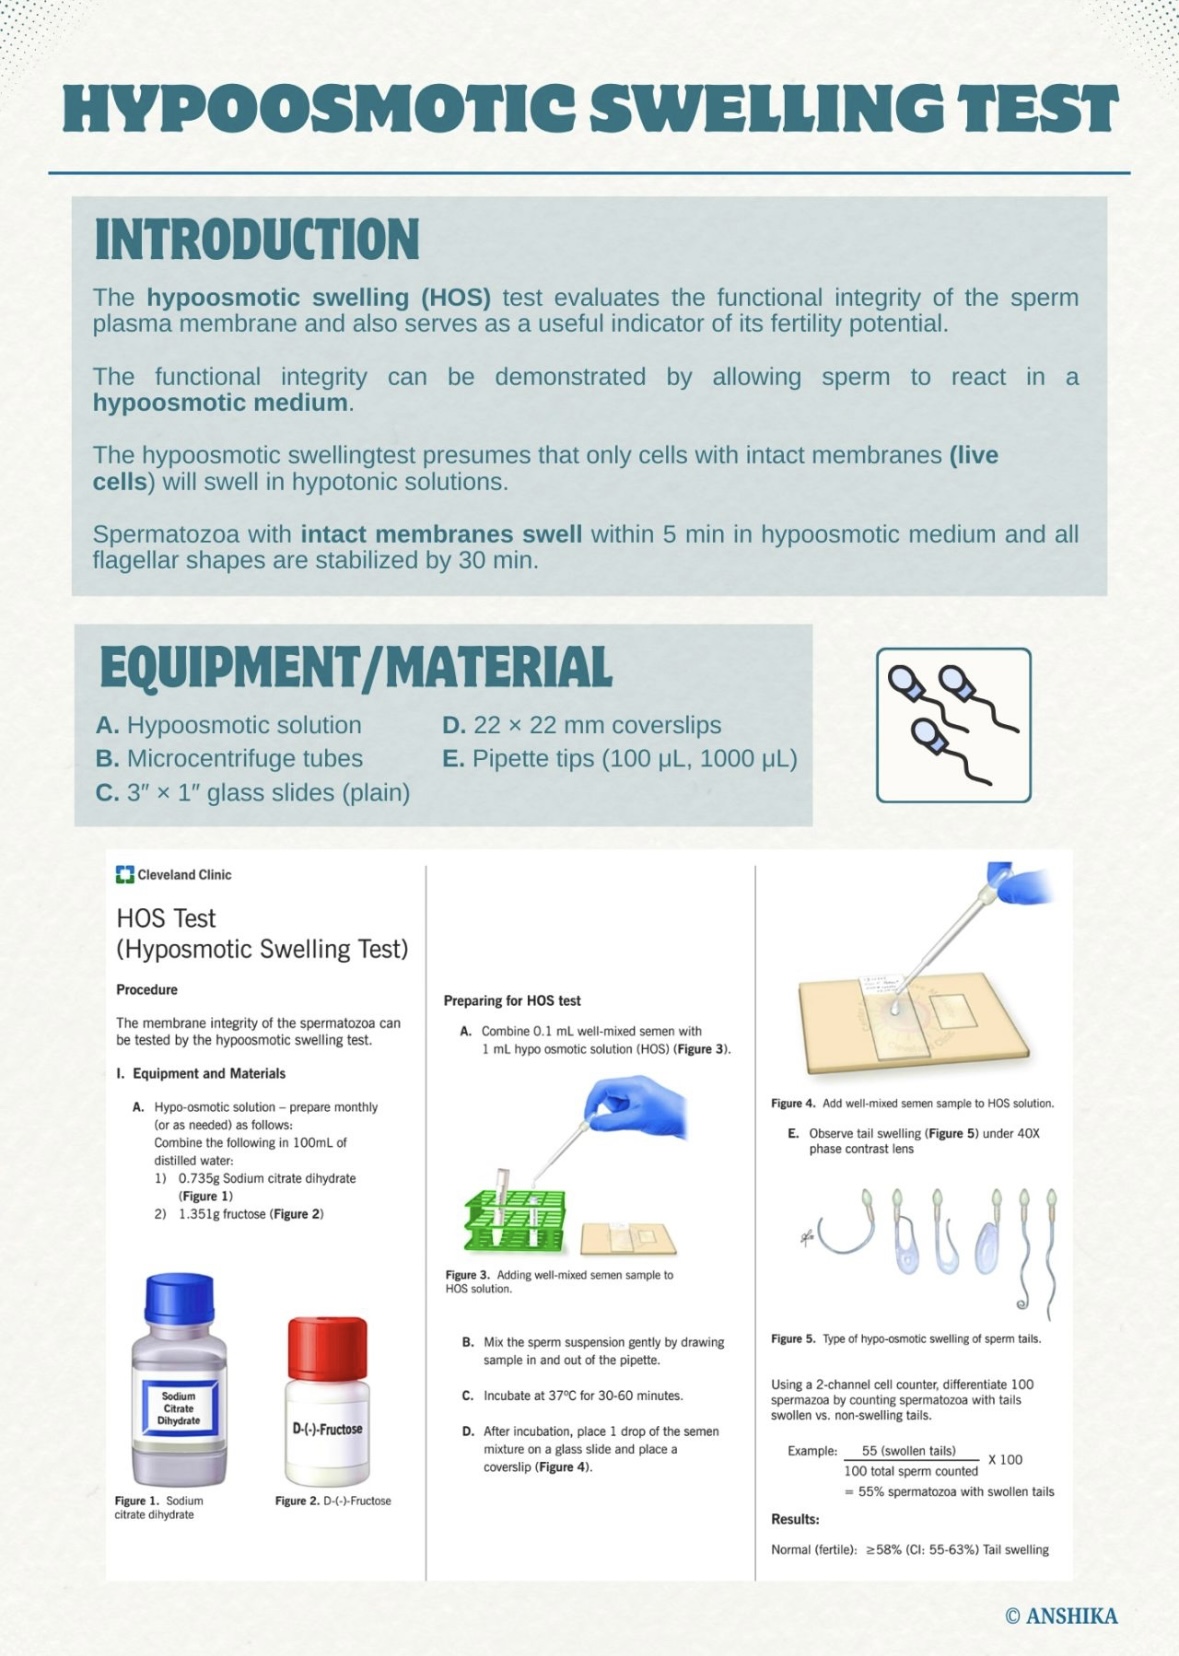 HYPOOSMOTIC SWELLING TEST
INTRODUCTION
The hypoosmotic swelling (HOS) test evaluates the functional integrity of the sperm
plasma membrane and also serves as a useful indicator of its fertility potential.
The functional integrity can be demonstrated by allowing sperm to react in a
hypoosmotic medium.
The hypoosmotic swellingtest presumes that only cells with intact membranes (live
cells) will swell in hypotonic solutions.
Spermatozoa with intact membranes swell within 5 min in hypoosmotic medium and all
flagellar shapes are stabilized by 30 min.
EQUIPMENT/MATERIAL
A. Hypoosmotic solution
B. Microcentrifuge tubes
C. 3″ × 1″ glass slides (plain)
D. 22 × 22 mm coverslips
E. Pipette tips (100 μL, 1000 μL)
Cleveland Clinic
HOS Test
(Hyposmotic Swelling Test)
Procedure
The membrane integrity of the spermatozoa can
be tested by the hypoosmotic swelling test.
I. Equipment and Materials
A. Hypo-osmotic solution – prepare monthly
(or as needed) as follows:
Combine the following in 100mL of
distilled water:
1) 0.735g Sodium citrate dihydrate
(Figure 1)
2) 1.351g fructose (Figure 2)
Sodium
Citrate
Dihydrate
D-(-)-Fructose
Figure 1. Sodium
citrate dihydrate
Figure 2. D-(-)-Fructose
Preparing for HOS test
A. Combine 0.1 mL well-mixed semen with
1 mL hypo osmotic solution (HOS) (Figure 3).
Figure 3. Adding well-mixed semen sample to
HOS solution.
B. Mix the sperm suspension gently by drawing
sample in and out of the pipette.
C. Incubate at 37ºC for 30-60 minutes.
D. After incubation, place 1 drop of the semen
mixture on a glass slide and place a
coverslip (Figure 4).
Figure 4. Add well-mixed semen sample to HOS solution.
E. Observe tail swelling (Figure 5) under 40X
phase contrast lens
Figure 5. Type of hypo-osmotic swelling of sperm tails.
Using a 2-channel cell counter, differentiate 100
spermazoa by counting spermatozoa with tails
swollen vs. non-swelling tails.
Example: 55 (swollen tails)
100 total sperm counted
X 100
= 55% spermatozoa with swollen tails
Results:
Normal (fertile): ≥58% (CI: 55-63%) Tail swelling
© ANSHIKA